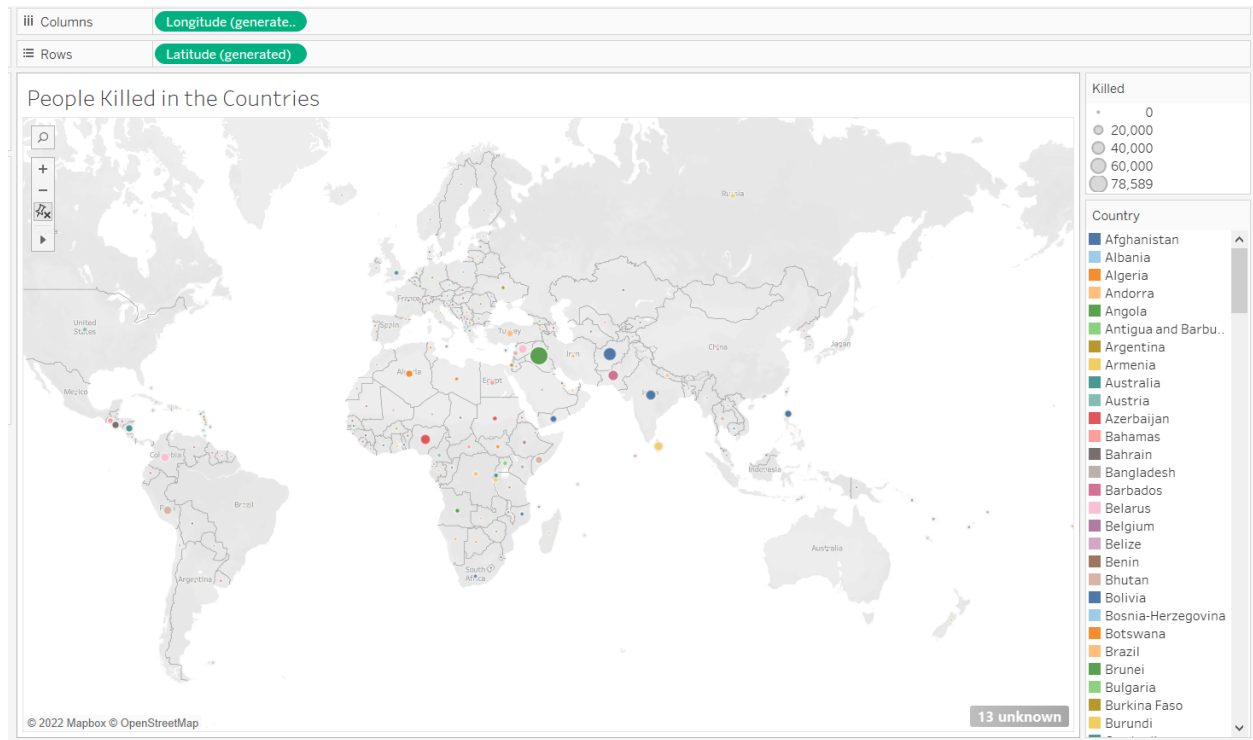 Columns
Longitude (generate..
Rows
Latitude (generated)
People Killed in the Countries
Killed
0
20,000
40,000
60,000
78,589
Country
Afghanistan
Albania
Algeria
Andorra
Angola
Antigua and Barbu..
Argentina
Armenia
Australia
Austria
Azerbaijan
Bahamas
Bahrain
Bangladesh
Barbados
Belarus
Belgium
Belize
Benin
Bhutan
Bolivia
Bosnia-Herzegovina
Botswana
Brazil
Brunei
Bulgaria
Burkina Faso
Burundi
Russia
United
States
France
Spain
Turkey
Iran
China
Japan
Algeria
Egypt
Mexico
Colombia
Brazil
Indonesia
Australia
South
Africa
Argentina
© 2022 Mapbox © OpenStreetMap
13 unknown